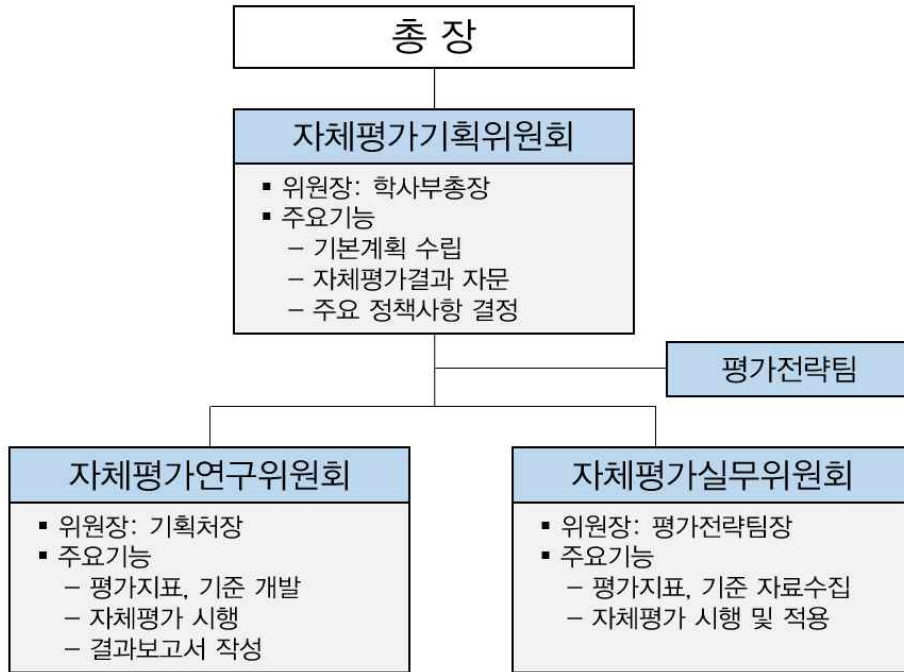 총 장
자체평가기획위원회
▪ 위원장: 학사부총장
▪ 주요기능
– 기본계획 수립
– 자체평가결과 자문
– 주요 정책사항 결정
평가전략팀
자체평가연구위원회
▪ 위원장: 기획처장
▪ 주요기능
– 평가지표, 기준 개발
– 자체평가 시행
– 결과보고서 작성
자체평가실무위원회
▪ 위원장: 평가전략팀장
▪ 주요기능
– 평가지표, 기준 자료수집
– 자체평가 시행 및 적용